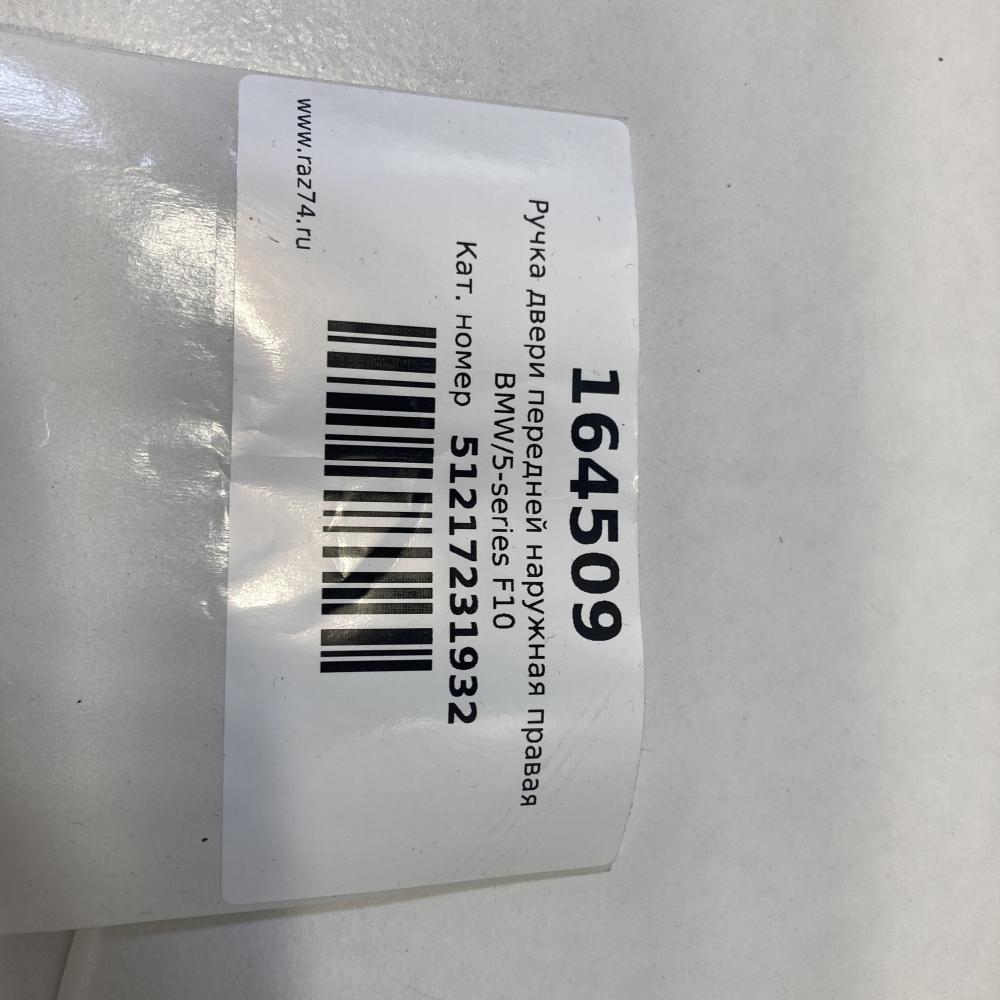 164509
Ручка двери передней наружная правая
BMW/5-series F10
Кат. номер 51217231932
www.raz74.ru